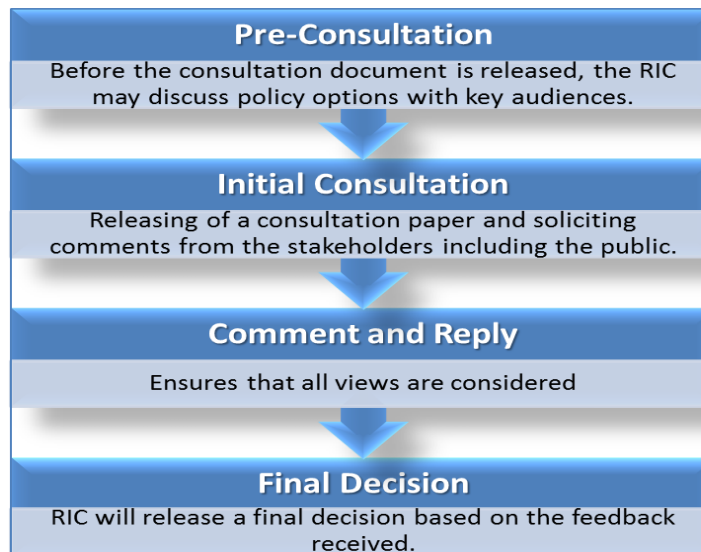 Pre-Consultation
Before the consultation document is released, the RIC
may discuss policy options with key audiences.
Initial Consultation
Releasing of a consultation paper and soliciting
comments from the stakeholders including the public.
Comment and Reply
Ensures that all views are considered
Final Decision
RIC will release a final decision based on the feedback
received.